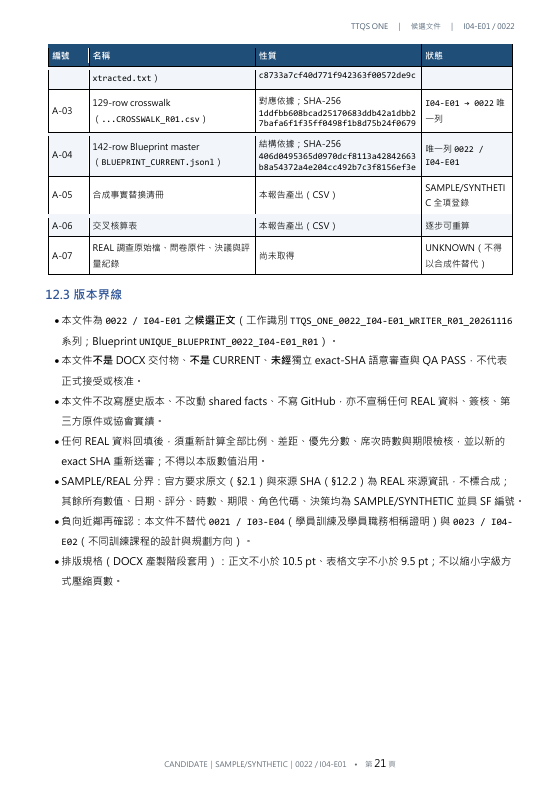 TTQS ONE | 候選文件 | I04-E01 / 0022
編號 名稱 性質 狀態
xtracted.txt） c8733a7cf40d771f942363f00572de9c
A-03 129-row crosswalk（...CROSSWALK_R01.csv） 對應依據；SHA-256 I04-E01 → 0022 唯一列
1ddfbb608bcad25170683ddb42a1dbb2
7bafa6f1f35ff0498f1b8d75b24f0679
A-04 142-row Blueprint master（BLUEPRINT_CURRENT.jsonl） 結構依據；SHA-256 唯一列 0022 / I04-E01
406d0495365d0970dcf8113a42842663
b8a54372a4e204cc492b7c3f8156ef3e
A-05 合成事實替換清冊 本報告產出（CSV） SAMPLE/SYNTHETIC 全項登錄
A-06 交叉核算表 本報告產出（CSV） 逐步可重算
A-07 REAL 調查原始檔、問卷原件、決議與評量紀錄 尚未取得 UNKNOWN（不得以合成件替代）
12.3 版本界線
• 本文件為 0022 / I04-E01 之候選正文（工作識別 TTQS_ONE_0022_I04-E01_WRITER_R01_20261116
系列；Blueprint UNIQUE_BLUEPRINT_0022_I04-E01_R01）。
• 本文件不是 DOCX 交付物、不是 CURRENT、未經獨立 exact-SHA 語意審查與 QA PASS，不代表
正式接受或核准。
• 本文件不改寫歷史版本、不改動 shared facts、不寫 GitHub，亦不宣稱任何 REAL 資料、簽核、第
三方原件或協會實績。
• 任何 REAL 資料回填後，須重新計算全部比例、差距、優先分數、席次時數與期限檢核，並以新的
exact SHA 重新送審；不得以本版數值沿用。
• SAMPLE/REAL 分界：官方要求原文（§2.1）與來源 SHA（§12.2）為 REAL 來源資訊，不標合成；
其餘所有數值、日期、評分、時數、期限、角色代碼、決策均為 SAMPLE/SYNTHETIC 並具 SF 編號。
• 負向近鄰再確認：本文件不替代 0021 / I03-E04（學員訓練及學員職務相稱證明）與 0023 / I04-
E02（不同訓練課程的設計與規劃方向）。
• 排版規格（DOCX 產製階段套用）：正文不小於 10.5 pt、表格文字不小於 9.5 pt；不以縮小字級方
式壓縮頁數。
CANDIDATE | SAMPLE/SYNTHETIC | 0022 / I04-E01 • 第 21 頁